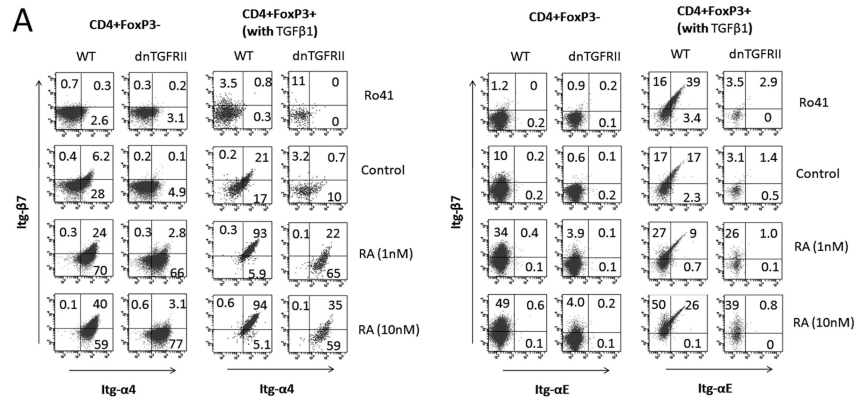 A
CD4+FoxP3-
CD4+FoxP3+
(with TGFβ1)
WT
dnTGFRII
WT
dnTGFRII
0.7 0.3 2.6
0.3 0.2 3.1
3.5 0.8 0.3
11 0 0
0.4 6.2 28
0.2 0.1 4.9
0.2 21 17
3.2 0.7 10
0.3 24 70
0.3 2.8 66
0.3 93 5.9
0.1 22 65
0.1 40 59
0.6 3.1 77
0.6 94 5.1
0.1 35 59
Itg-β7
Itg-α4
Itg-α4
Ro41
Control
RA (1nM)
RA (10nM)
CD4+FoxP3-
CD4+FoxP3+
(with TGFβ1)
WT
dnTGFRII
WT
dnTGFRII
1.2 0 0.2
0.9 0.2 0.1
16 39 3.4
3.5 2.9 0
10 0.2 0.2
0.6 0.1 0.2
17 17 2.3
3.1 1.4 0.5
34 0.4 0.1
3.9 0.1 0.1
27 9 0.7
26 1.0 0.1
49 0.6 0.1
4.0 0.2 0.1
50 26 0.1
39 0.8 0
Itg-β7
Itg-αE
Itg-αE
Ro41
Control
RA (1nM)
RA (10nM)